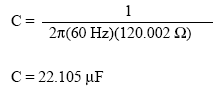 C = 1
2π(60 Hz)(120.002 Ω)
C = 22.105 μF